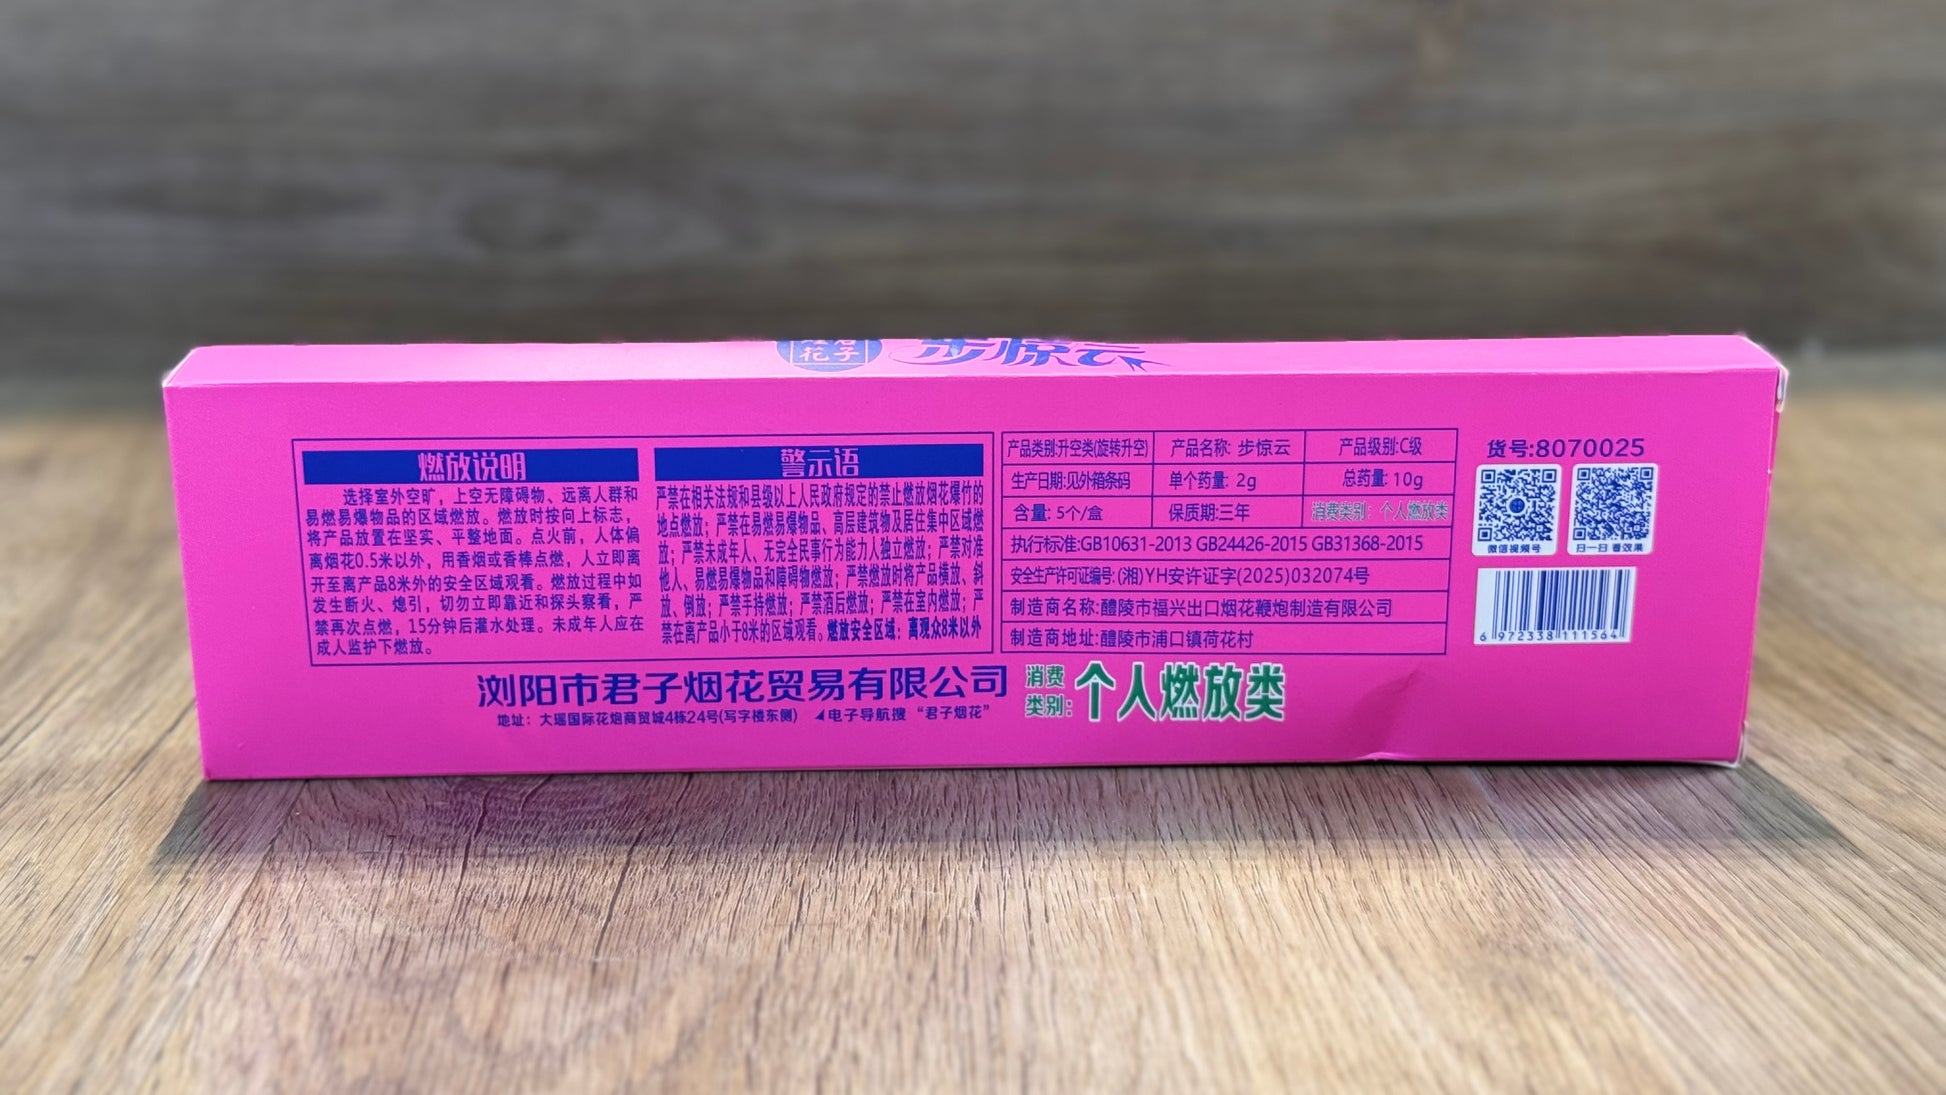 君子
花
步惊云
燃放说明
选择室外空旷，上空无障碍物、远离人群和
易燃易爆物品的区域燃放。燃放时按向上标志，
将产品放置在坚实、平整地面。点火前，人体偏
离烟花0.5米以外，用香烟或香棒点燃，人立即离
开至离产品8米外的安全区域观看。燃放过程中如
发生断火、熄引，切勿立即靠近和探头察看，严
禁再次点燃，15分钟后灌水处理。未成年人应在
成人监护下燃放。
警示语
严禁在相关法规和县级以上人民政府规定的禁止燃放烟花爆竹的
地点燃放；严禁在易燃易爆物品、高层建筑物及居住集中区域燃
放；严禁未成年人、无完全民事行为能力人独立燃放；严禁对准
他人、易燃易爆物品和障碍物燃放；严禁燃放时将产品横放、斜
放、倒放；严禁手持燃放；严禁酒后燃放；严禁在室内燃放；严
禁在离产品小于8米的区域观看。燃放安全区域：离观众8米以外
产品类别:升空类(旋转升空) 产品名称: 步惊云 产品级别:C级
生产日期:见外箱条码 单个药量: 2g 总药量: 10g
含量: 5个/盒 保质期:三年 消费类别：个人燃放类
执行标准:GB10631-2013 GB24426-2015 GB31368-2015
安全生产许可证编号: (湘)YH安许证字(2025)032074号
制造商名称:醴陵市福兴出口烟花鞭炮制造有限公司
制造商地址:醴陵市浦口镇荷花村
货号:8070025
微信视频号 扫一扫 看效果
6 972338 111564
浏阳市君子烟花贸易有限公司
地址：大瑶国际花炮商贸城4栋24号(写字楼东侧) 电子导航搜“君子烟花”
消费
类别: 个人燃放类